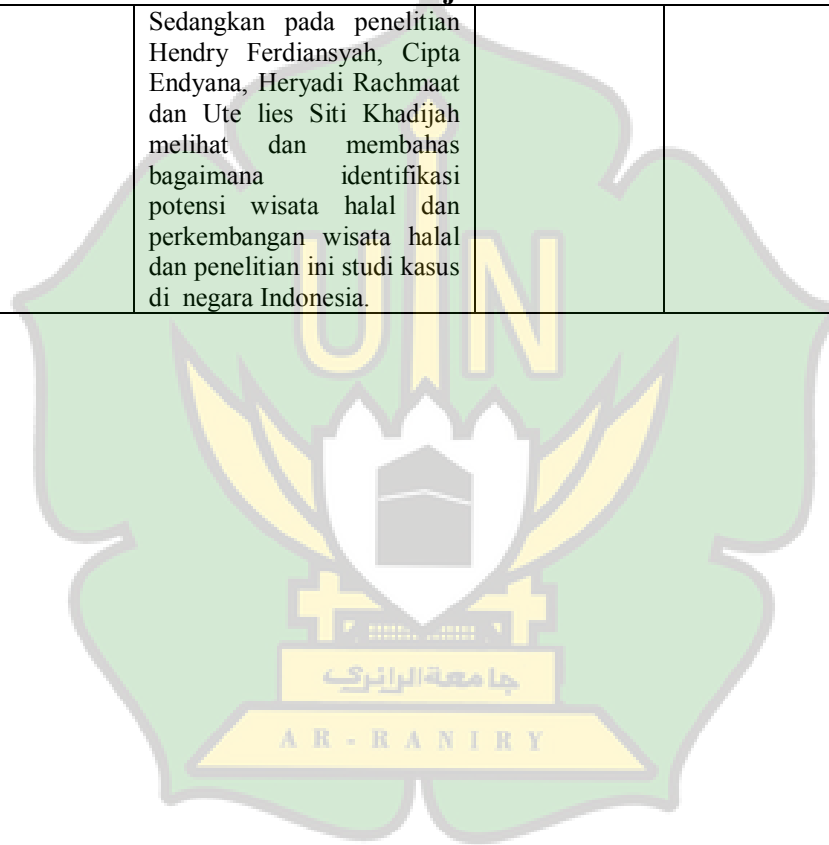 Sedangkan pada penelitian
Hendry Ferdiansyah, Cipta
Endyana, Heryadi Rachmaat
dan Ute lies Siti Khadijah
melihat dan membahas
bagaimana identifikasi
potensi wisata halal dan
perkembangan wisata halal
dan penelitian ini studi kasus
di negara Indonesia.
UIN
جامعة الرانري
AR-RANIRY